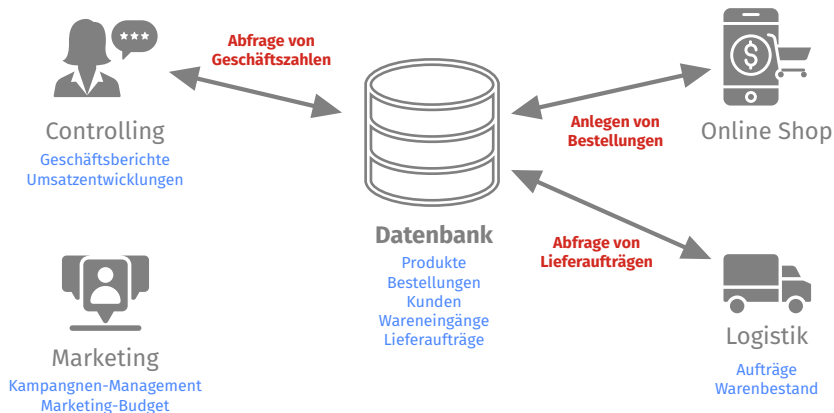 Abfrage von
Geschäftszahlen
Controlling
Geschäftsberichte
Umsatzentwicklungen
$
Anlegen von
Bestellungen
Online Shop
Datenbank
Produkte
Bestellungen
Kunden
Wareneingänge
Lieferaufträge
Abfrage von
Lieferaufträgen
Marketing
Kampangnen-Management
Marketing-Budget
Logistik
Aufträge
Warenbestand